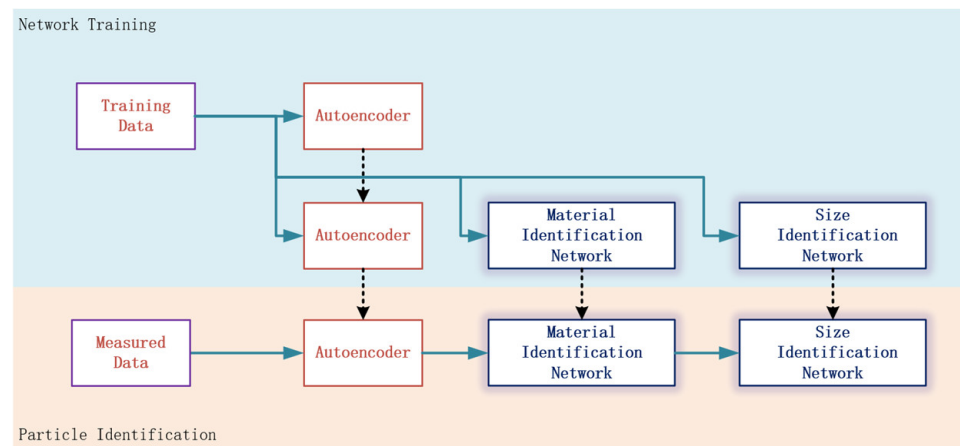 Network Training
Training
Data
Autoencoder
Autoencoder
Material
Identification
Network
Size
Identification
Network
Measured
Data
Autoencoder
Material
Identification
Network
Size
Identification
Network
Particle Identification